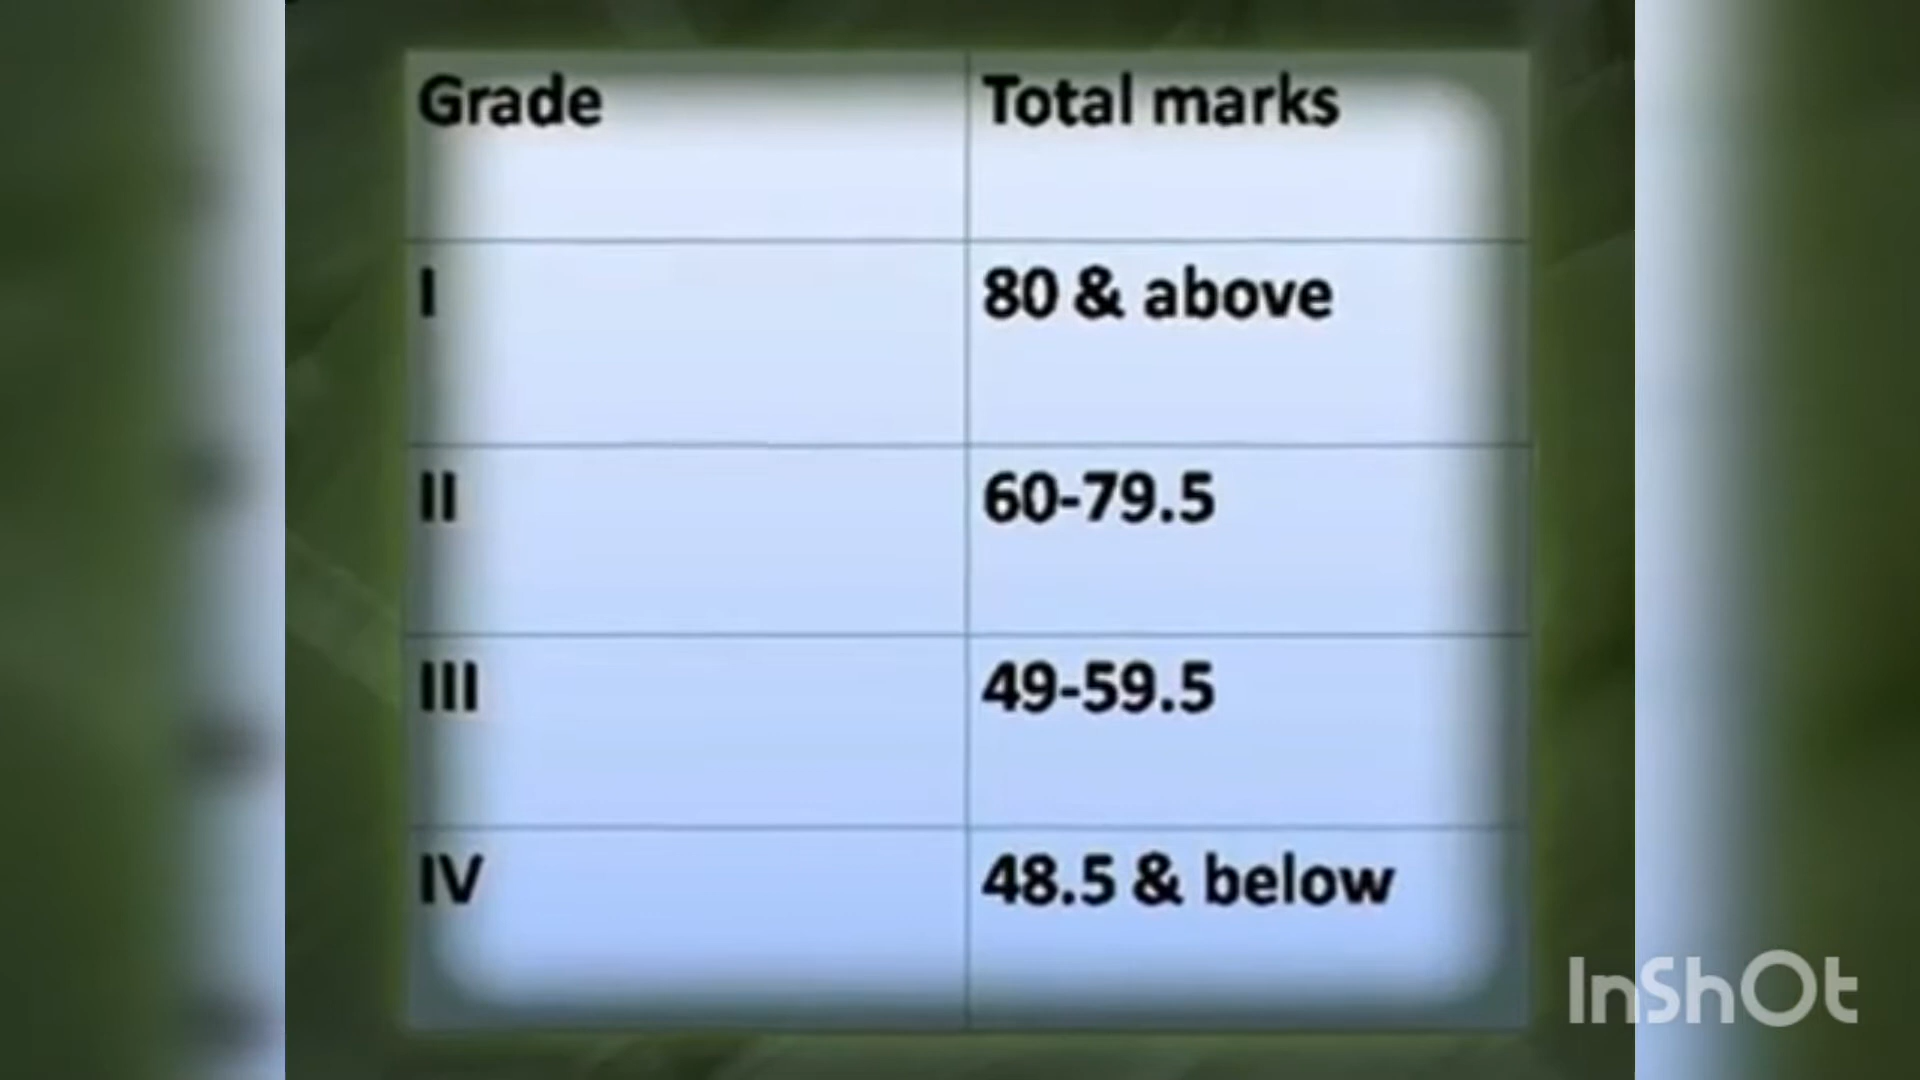 Grade Total marks
I 80 & above
II 60-79.5
III 49-59.5
IV 48.5 & below
InShOt